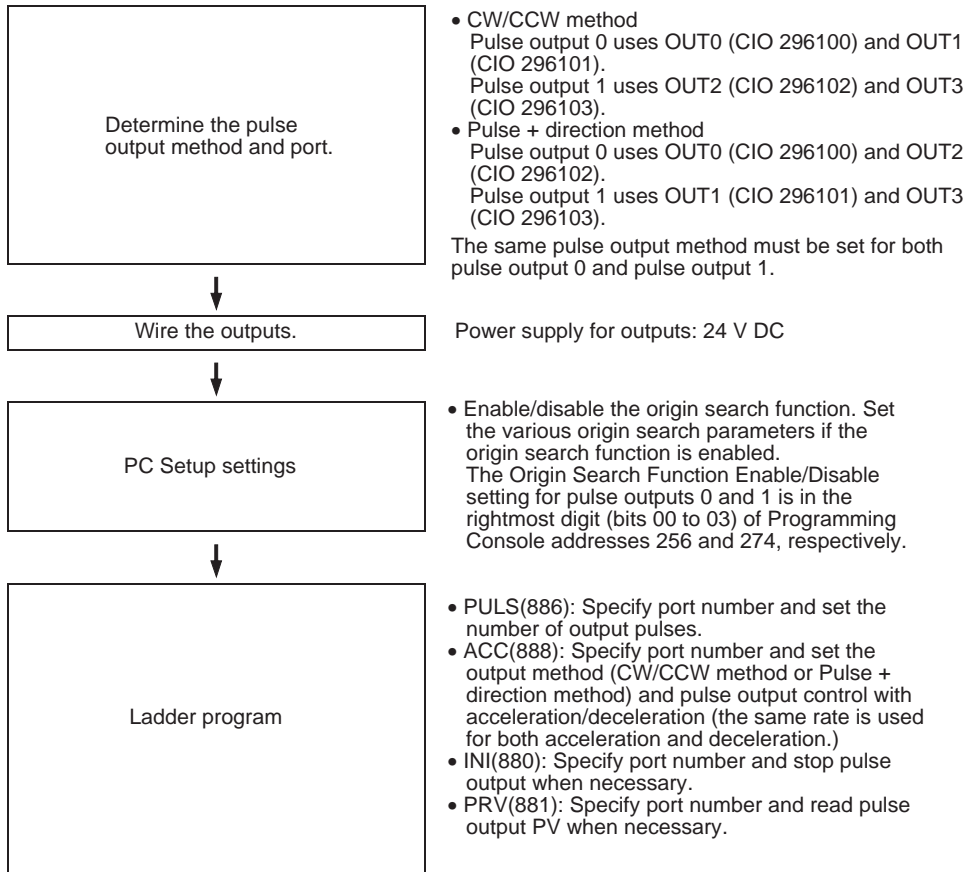 Determine the pulse
output method and port.
• CW/CCW method
Pulse output 0 uses OUT0 (CIO 296100) and OUT1
(CIO 296101).
Pulse output 1 uses OUT2 (CIO 296102) and OUT3
(CIO 296103).
• Pulse + direction method
Pulse output 0 uses OUT0 (CIO 296100) and OUT2
(CIO 296102).
Pulse output 1 uses OUT1 (CIO 296101) and OUT3
(CIO 296103).
The same pulse output method must be set for both
pulse output 0 and pulse output 1.
Wire the outputs.
Power supply for outputs: 24 V DC
PC Setup settings
• Enable/disable the origin search function. Set
the various origin search parameters if the
origin search function is enabled.
The Origin Search Function Enable/Disable
setting for pulse outputs 0 and 1 is in the
rightmost digit (bits 00 to 03) of Programming
Console addresses 256 and 274, respectively.
Ladder program
• PULS(886): Specify port number and set the
number of output pulses.
• ACC(888): Specify port number and set the
output method (CW/CCW method or Pulse +
direction method) and pulse output control with
acceleration/deceleration (the same rate is used
for both acceleration and deceleration.)
• INI(880): Specify port number and stop pulse
output when necessary.
• PRV(881): Specify port number and read pulse
output PV when necessary.